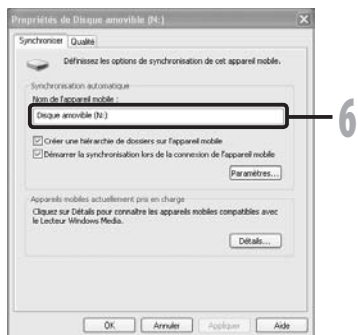 Propriétés de Disque amovible (N:)
Synchroniser
Qualité
Définissez les options de synchronisation de cet appareil mobile.
Synchronisation automatique
Nom de l'appareil mobile :
Disque amovible (N:)
6
Créer une hiérarchie de dossiers sur l'appareil mobile
Démarrer la synchronisation lors de la connexion de l'appareil mobile
Paramètres...
Appareils mobiles actuellement pris en charge
Cliquez sur Détails pour connaître les appareils mobiles compatibles avec
le Lecteur Windows Media.
Détails...
OK
Annuler
Appliquer
Aide